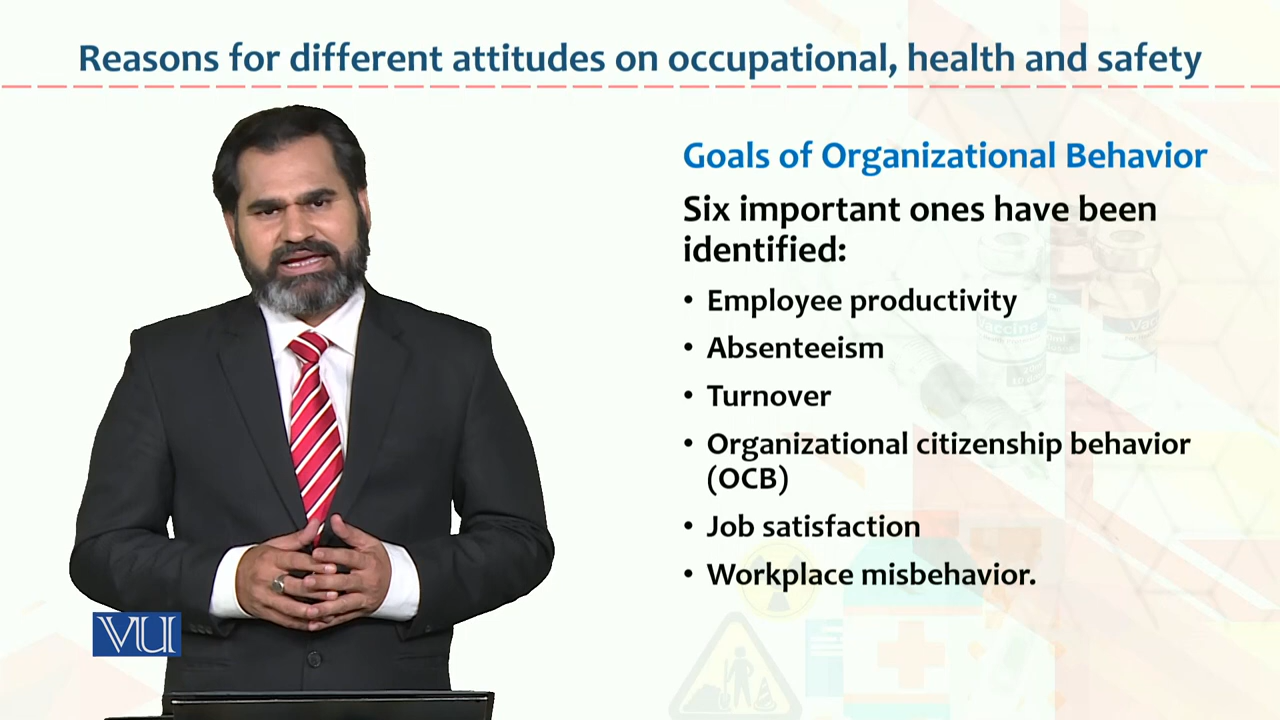 Reasons for different attitudes on occupational, health and safety
Goals of Organizational Behavior
Six important ones have been
identified:
• Employee productivity
• Absenteeism
• Turnover
• Organizational citizenship behavior
(OCB)
• Job satisfaction
• Workplace misbehavior.
VU
Vaccine